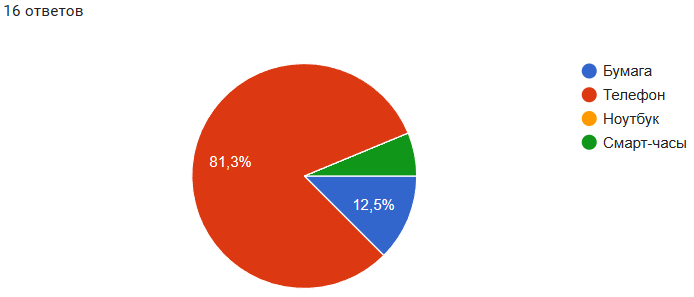 16 ответов
Бумага
Телефон
Ноутбук
Смарт-часы
81,3%
12,5%